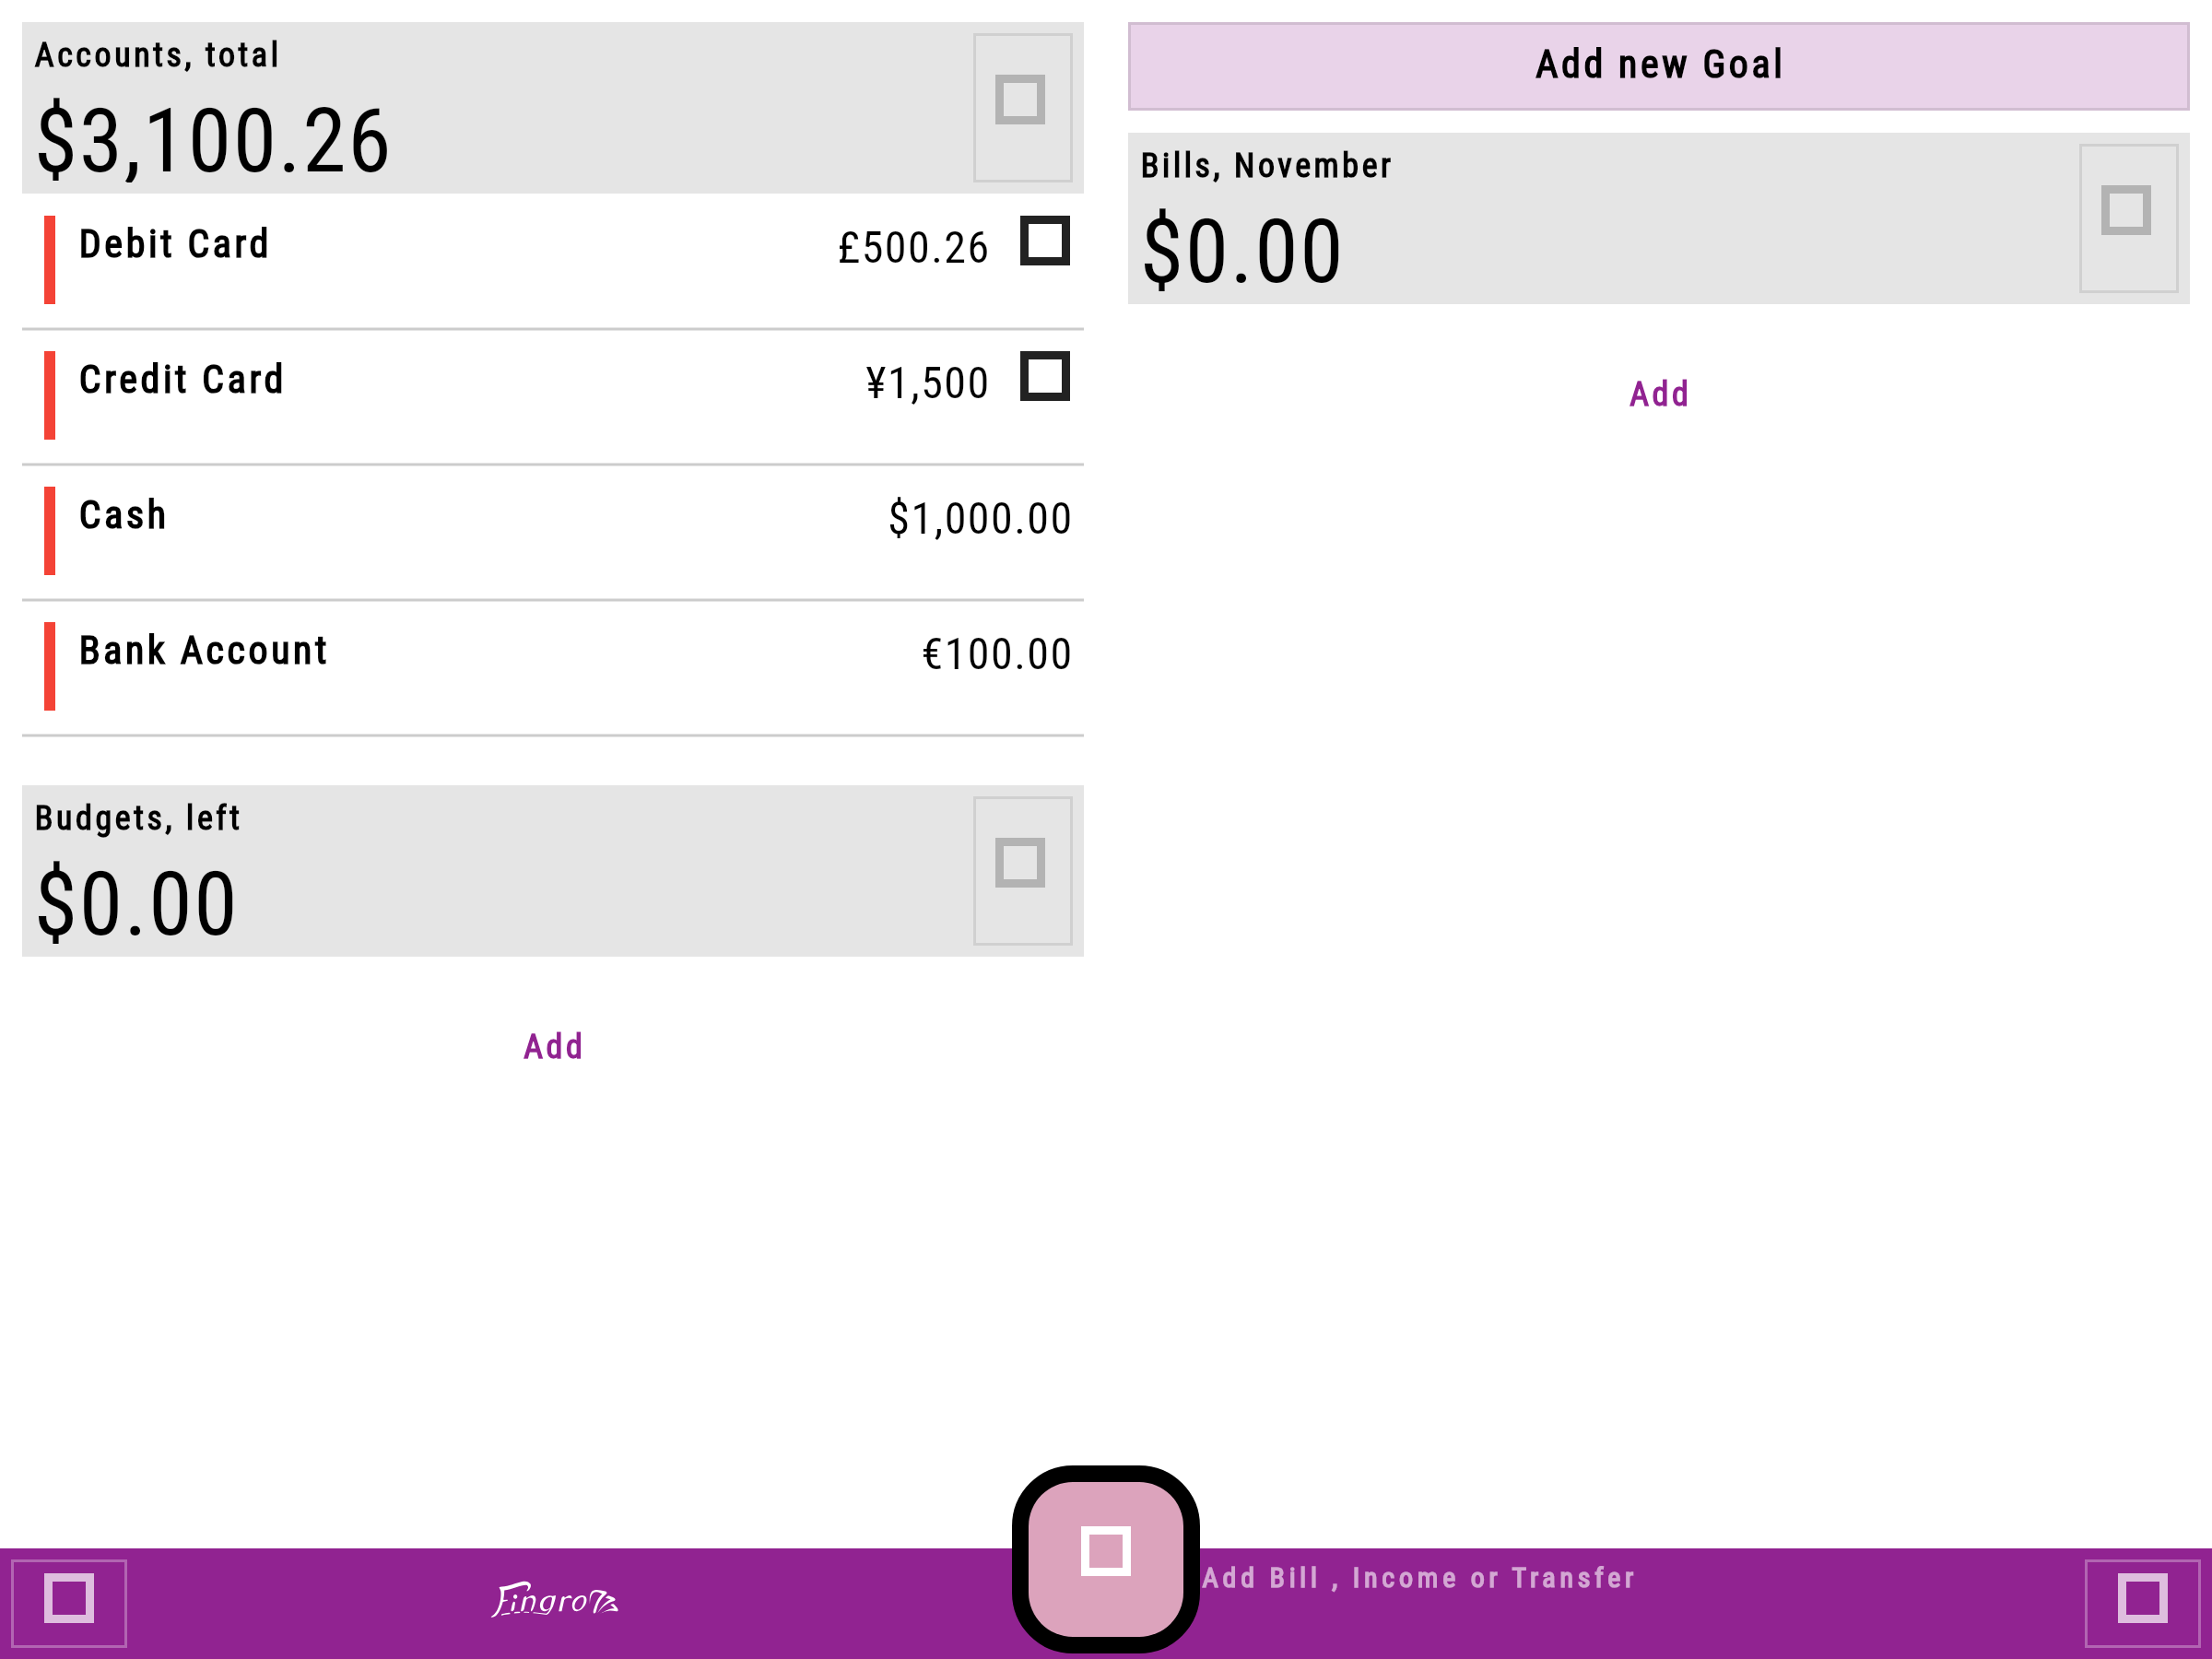 Accounts, total
$3,100.26
Debit Card
£500.26
Credit Card
¥1,500
Cash
$1,000.00
Bank Account
€100.00
Budgets, left
$0.00
Add
Add new Goal
Bills, November
$0.00
Add
Fingro
Add Bill , Income or Transfer